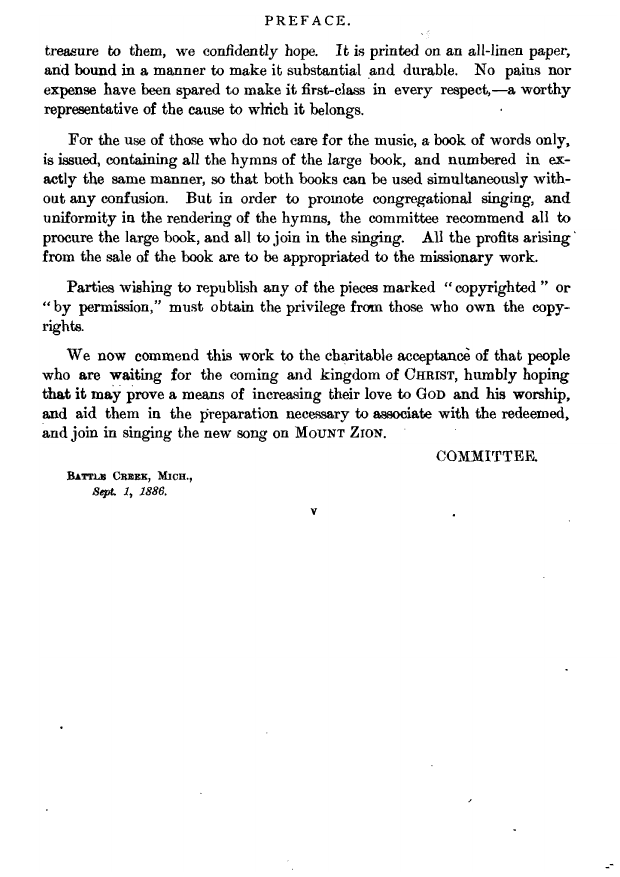 PREFACE.
treasure to them, we confidently hope. It is printed on an all-linen paper,
and bound in a manner to make it substantial and durable. No pains nor
expense have been spared to make it first-class in every respect,—a worthy
representative of the cause to which it belongs.
For the use of those who do not care for the music, a book of words only,
is issued, containing all the hymns of the large book, and numbered in ex-
actly the same manner, so that both books can be used simultaneously with-
out any confusion. But in order to promote congregational singing, and
uniformity in the rendering of the hymns, the committee recommend all to
procure the large book, and all to join in the singing. All the profits arising
from the sale of the book are to be appropriated to the missionary work.
Parties wishing to republish any of the pieces marked “copyrighted” or
“by permission,” must obtain the privilege from those who own the copy-
rights.
We now commend this work to the charitable acceptance of that people
who are waiting for the coming and kingdom of CHRIST, humbly hoping
that it may prove a means of increasing their love to GOD and his worship,
and aid them in the preparation necessary to associate with the redeemed,
and join in singing the new song on MOUNT ZION.
COMMITTEE.
BATTLE CREEK, MICH.,
Sept. 1, 1886.
v